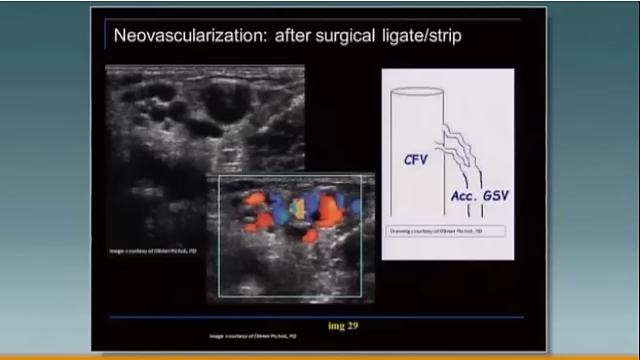 Neovascularization: after surgical ligate/strip
CFV
Acc. GSV
Drawing courtesy of Olivier Pichot, MD
Image courtesy of Olivier Pichot, MD
img 29
Image courtesy of Olivier Pichot, MD